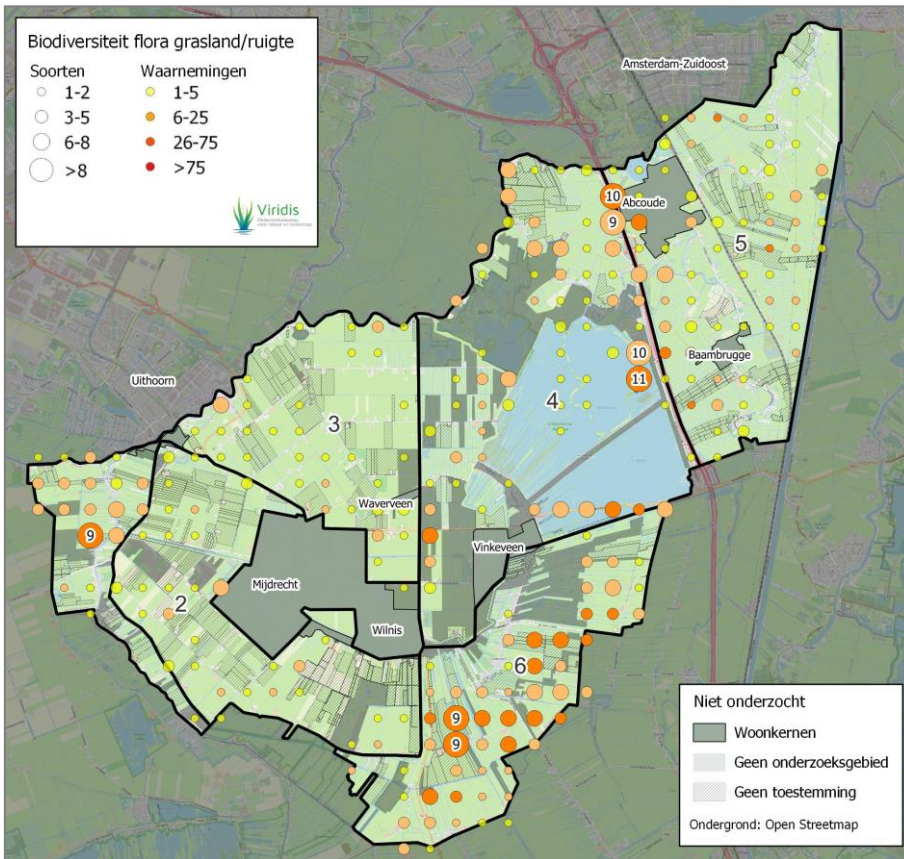 Biodiversiteit flora grasland/ruigte
Soorten
Waarnemingen
1-2
1-5
3-5
6-25
6-8
26-75
>8
>75
Viridis
Amsterdam-Zuidoost
10
Abcoude
9
5
Uithoorn
10
Baambrugge
11
4
3
Waverveen
9
Vinkeveen
Mijdrecht
2
Wilnis
6
9
9
Niet onderzocht
Woonkernen
Geen onderzoeksgebied
Geen toestemming
Ondergrond: Open Streetmap